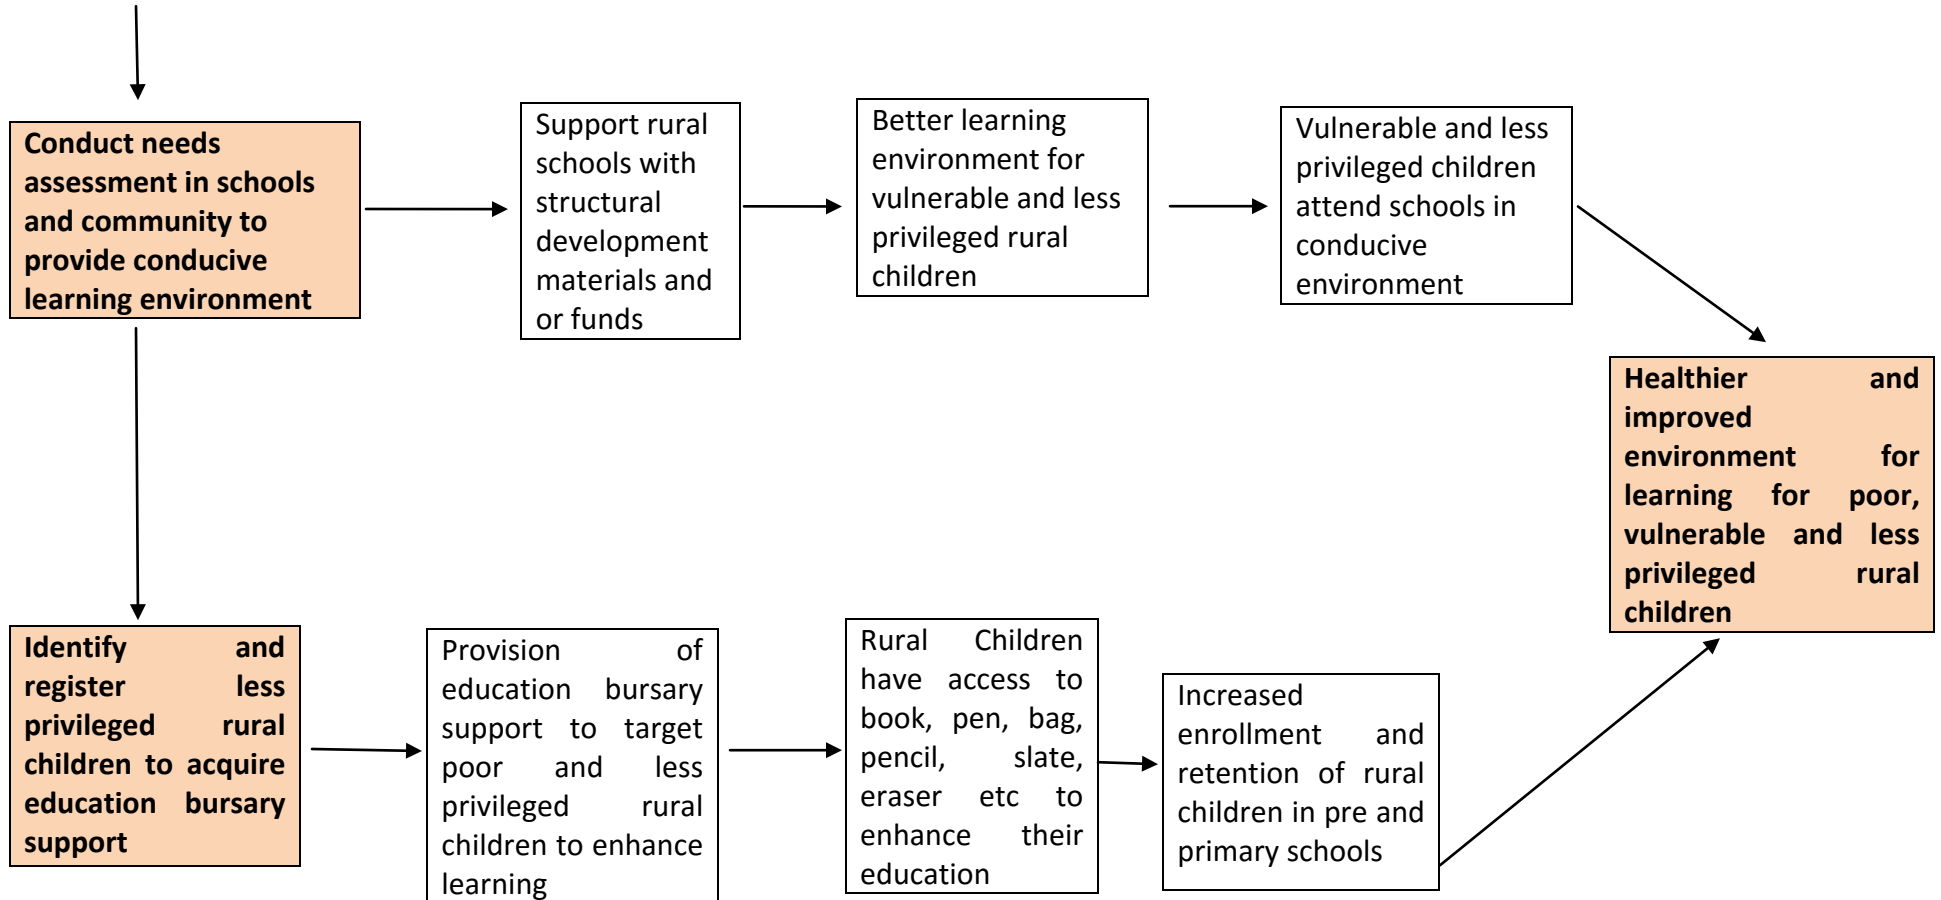 Conduct needs
assessment in schools
and community to
provide conducive
learning environment
Support rural
schools with
structural
development
materials and
or funds
Better learning
environment for
vulnerable and less
privileged rural
children
Vulnerable and less
privileged children
attend schools in
conducive
environment
Healthier and
improved
environment for
learning for poor,
vulnerable and less
privileged rural
children
Identify and
register less
privileged rural
children to acquire
education bursary
support
Provision of
education bursary
support to target
poor and less
privileged rural
children to enhance
learning
Rural Children
have access to
book, pen, bag,
pencil, slate,
eraser etc to
enhance their
education
Increased
enrollment and
retention of rural
children in pre and
primary schools